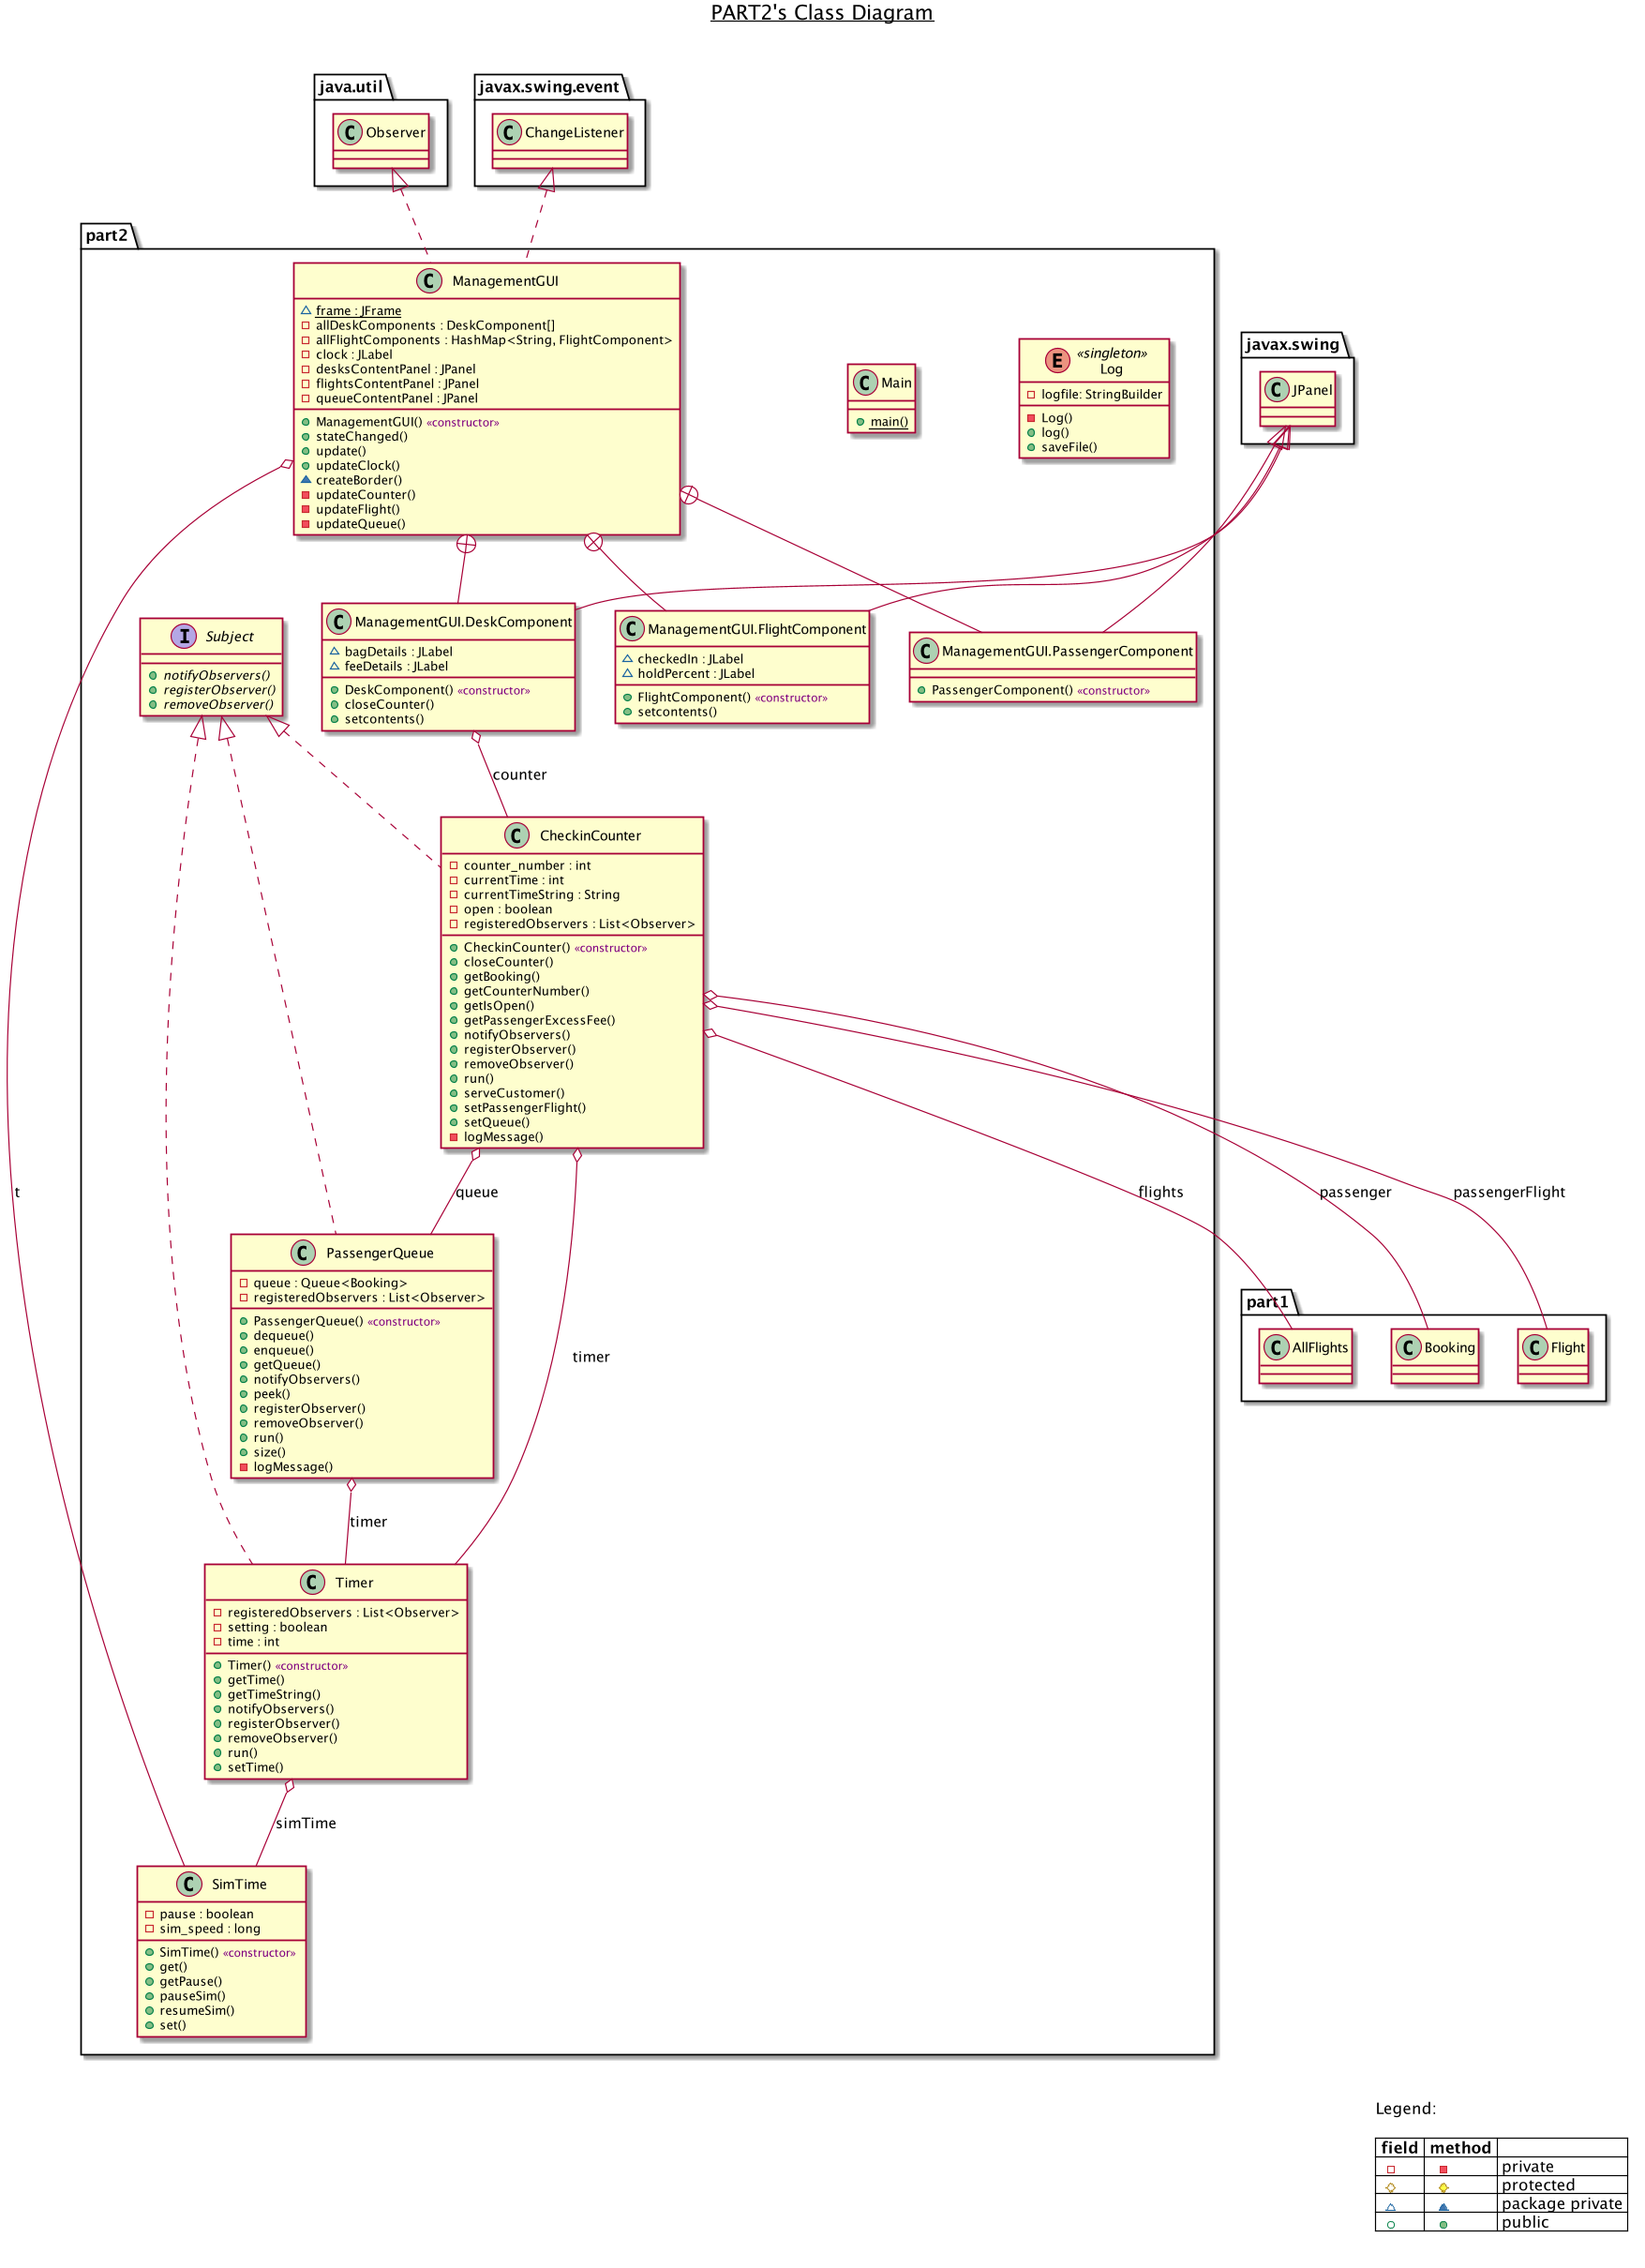 PART2's Class Diagram
java.util
C Observer
javax.swing.event
C ChangeListener
part2
C ManagementGUI
frame : JFrame
allDeskComponents : DeskComponent[]
allFlightComponents : HashMap<String, FlightComponent>
clock : JLabel
desksContentPanel : JPanel
flightsContentPanel : JPanel
queueContentPanel : JPanel
ManagementGUI() «constructor»
stateChanged()
update()
updateClock()
createBorder()
updateCounter()
updateFlight()
updateQueue()
C Main
main()
E «singleton»
Log
logfile: StringBuilder
Log()
log()
saveFile()
javax.swing
C JPanel
I Subject
notifyObservers()
registerObserver()
removeObserver()
C ManagementGUI.DeskComponent
bagDetails : JLabel
feeDetails : JLabel
DeskComponent() «constructor»
closeCounter()
setcontents()
C ManagementGUI.FlightComponent
checkedIn : JLabel
holdPercent : JLabel
FlightComponent() «constructor»
setcontents()
C ManagementGUI.PassengerComponent
PassengerComponent() «constructor»
counter
C CheckinCounter
counter_number : int
currentTime : int
currentTimeString : String
open : boolean
registeredObservers : List<Observer>
CheckinCounter() «constructor»
closeCounter()
getBooking()
getCounterNumber()
getIsOpen()
getPassengerExcessFee()
notifyObservers()
registerObserver()
removeObserver()
run()
serveCustomer()
setPassengerFlight()
setQueue()
logMessage()
t
queue
flights
passenger
passengerFlight
C PassengerQueue
queue : Queue<Booking>
registeredObservers : List<Observer>
PassengerQueue() «constructor»
dequeue()
enqueue()
getQueue()
notifyObservers()
peek()
registerObserver()
removeObserver()
run()
size()
logMessage()
timer
part1
C AllFlights
C Booking
C Flight
timer
C Timer
registeredObservers : List<Observer>
setting : boolean
time : int
Timer() «constructor»
getTime()
getTimeString()
notifyObservers()
registerObserver()
removeObserver()
run()
setTime()
simTime
C SimTime
pause : boolean
sim_speed : long
SimTime() «constructor»
get()
getPause()
pauseSim()
resumeSim()
set()
Legend:
field method
private
protected
package private
public